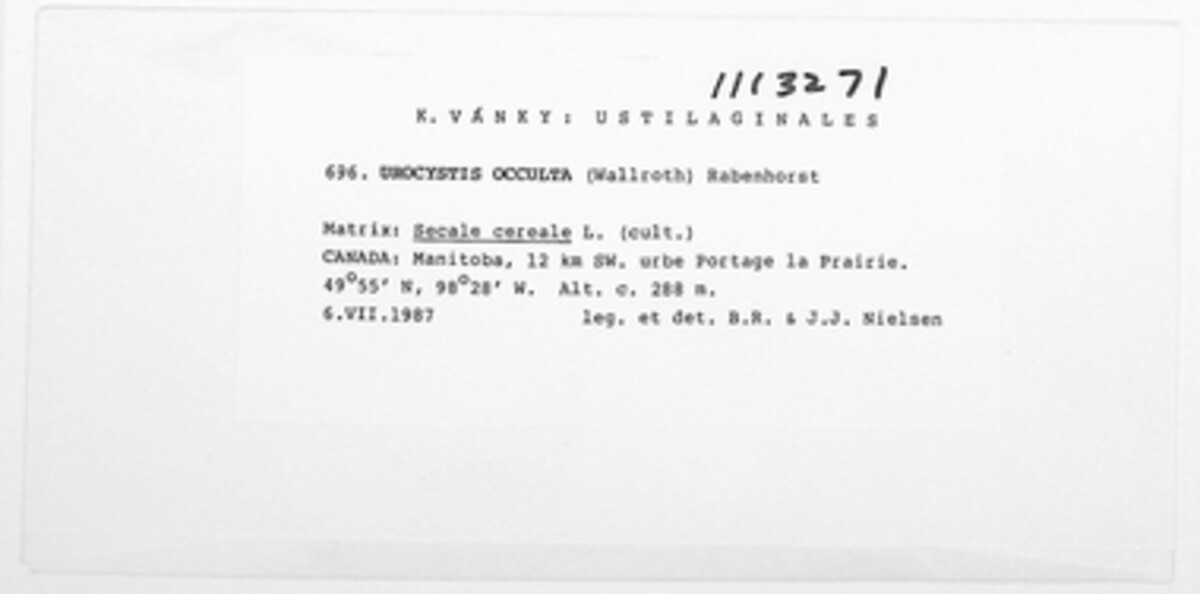 1113271
K. VÁNKY: USTILAGINALES
696. UROCYSTIS OCCULTA (Wallroth) Rabenhorst
Matrix: Secale cereale L. (cult.)
CANADA: Manitoba, 12 km SW. urbe Portage la Prairie.
49°55' N, 98°28' W. Alt. c. 288 m.
6.VII.1987 leg. et det. B.R. & J.J. Nielsen